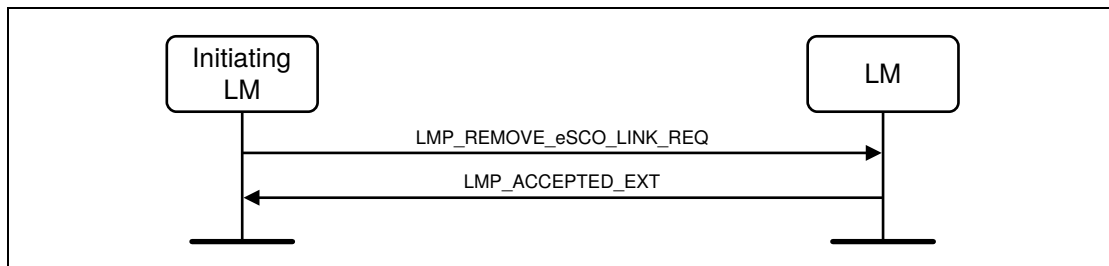 Initiating
LM
LM
LMP_REMOVE_eSCO_LINK_REQ
LMP_ACCEPTED_EXT